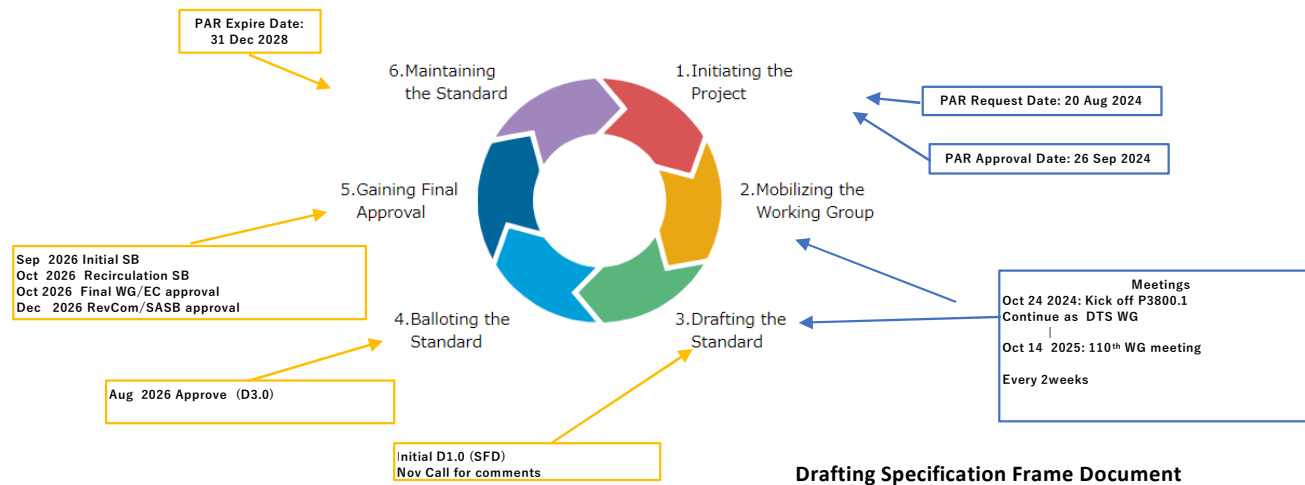 PAR Expire Date:
31 Dec 2028
6.Maintaining
the Standard
1.Initiating the
Project
PAR Request Date: 20 Aug 2024
PAR Approval Date: 26 Sep 2024
5.Gaining Final
Approval
2.Mobilizing the
Working Group
Sep 2026 Initial SB
Oct 2026 Recirculation SB
Oct 2026 Final WG/EC approval
Dec 2026 RevCom/SASB approval
Meetings
Oct 24 2024: Kick off P3800.1
Continue as DTS WG
|
Oct 14 2025: 110th WG meeting
Every 2weeks
4.Balloting the
Standard
3.Drafting the
Standard
Aug 2026 Approve (D3.0)
Initial D1.0 (SFD)
Nov Call for comments
Drafting Specification Frame Document